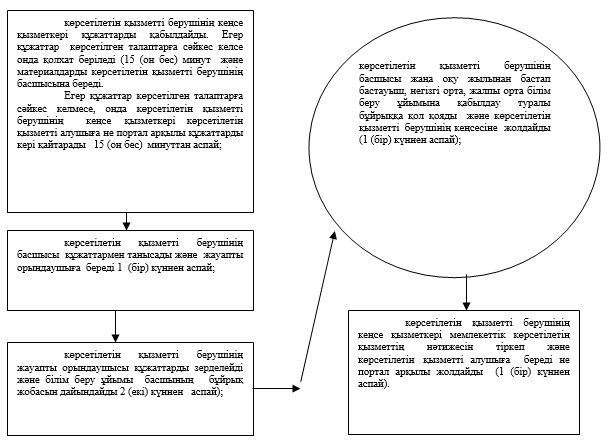 көрсетілетін қызметті берушінің кеңсе
қызметкері құжаттарды қабылдайды. Егер
құжаттар көрсетілген талаптарға сәйкес келсе
онда қолхат беріледі (15 (он бес) минут және
материалдарды көрсетілетін қызметті берушінің
басшысына береді.
Егер құжаттар көрсетілген талаптарға
сәйкес келмесе, онда көрсетілетін қызметті
берушінің кеңсе қызметкері көрсетілетін
қызметті алушыға не портал арқылы құжаттарды
кері қайтарады 15 (он бес) минуттан аспай;
көрсетілетін қызметті берушінің
басшысы құжаттармен танысады және жауапты
орындаушыға береді 1 (бір) күннен аспай;
көрсетілетін қызметті берушінің
жауапты орындаушысы құжаттарды зерделейді
және білім беру ұйымы басшының бұйрық
жобасын дайындайды 2 (екі) күннен аспай);
көрсетілетін қызметті берушінің
басшысы жаңа оқу жылынан бастап
бастауыш, негізгі орта, жалпы орта білім
беру ұйымына қабылдау туралы
бұйрыққа қол қояды және көрсетілетін
қызметті берушінің кеңсесіне жолдайды
(1 (бір) күннен аспай);
көрсетілетін қызметті берушінің
кеңсе қызметкері мемлекеттік көрсетілетін
қызметтің нәтижесін тіркеп және
көрсетілетін қызметті алушыға береді не
портал арқылы жолдайды (1 (бір) күннен
аспай).